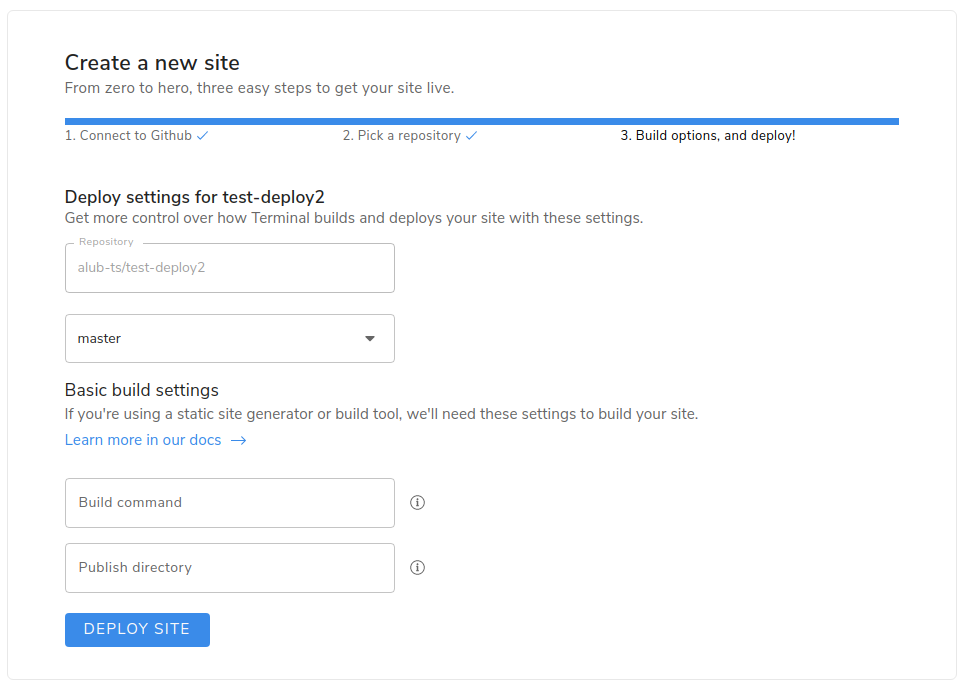 Create a new site
From zero to hero, three easy steps to get your site live.
1. Connect to Github 2. Pick a repository 3. Build options, and deploy!
Deploy settings for test-deploy2
Get more control over how Terminal builds and deploys your site with these settings.
Repository
alub-ts/test-deploy2
master
Basic build settings
If you're using a static site generator or build tool, we'll need these settings to build your site.
Learn more in our docs
Build command
Publish directory
DEPLOY SITE